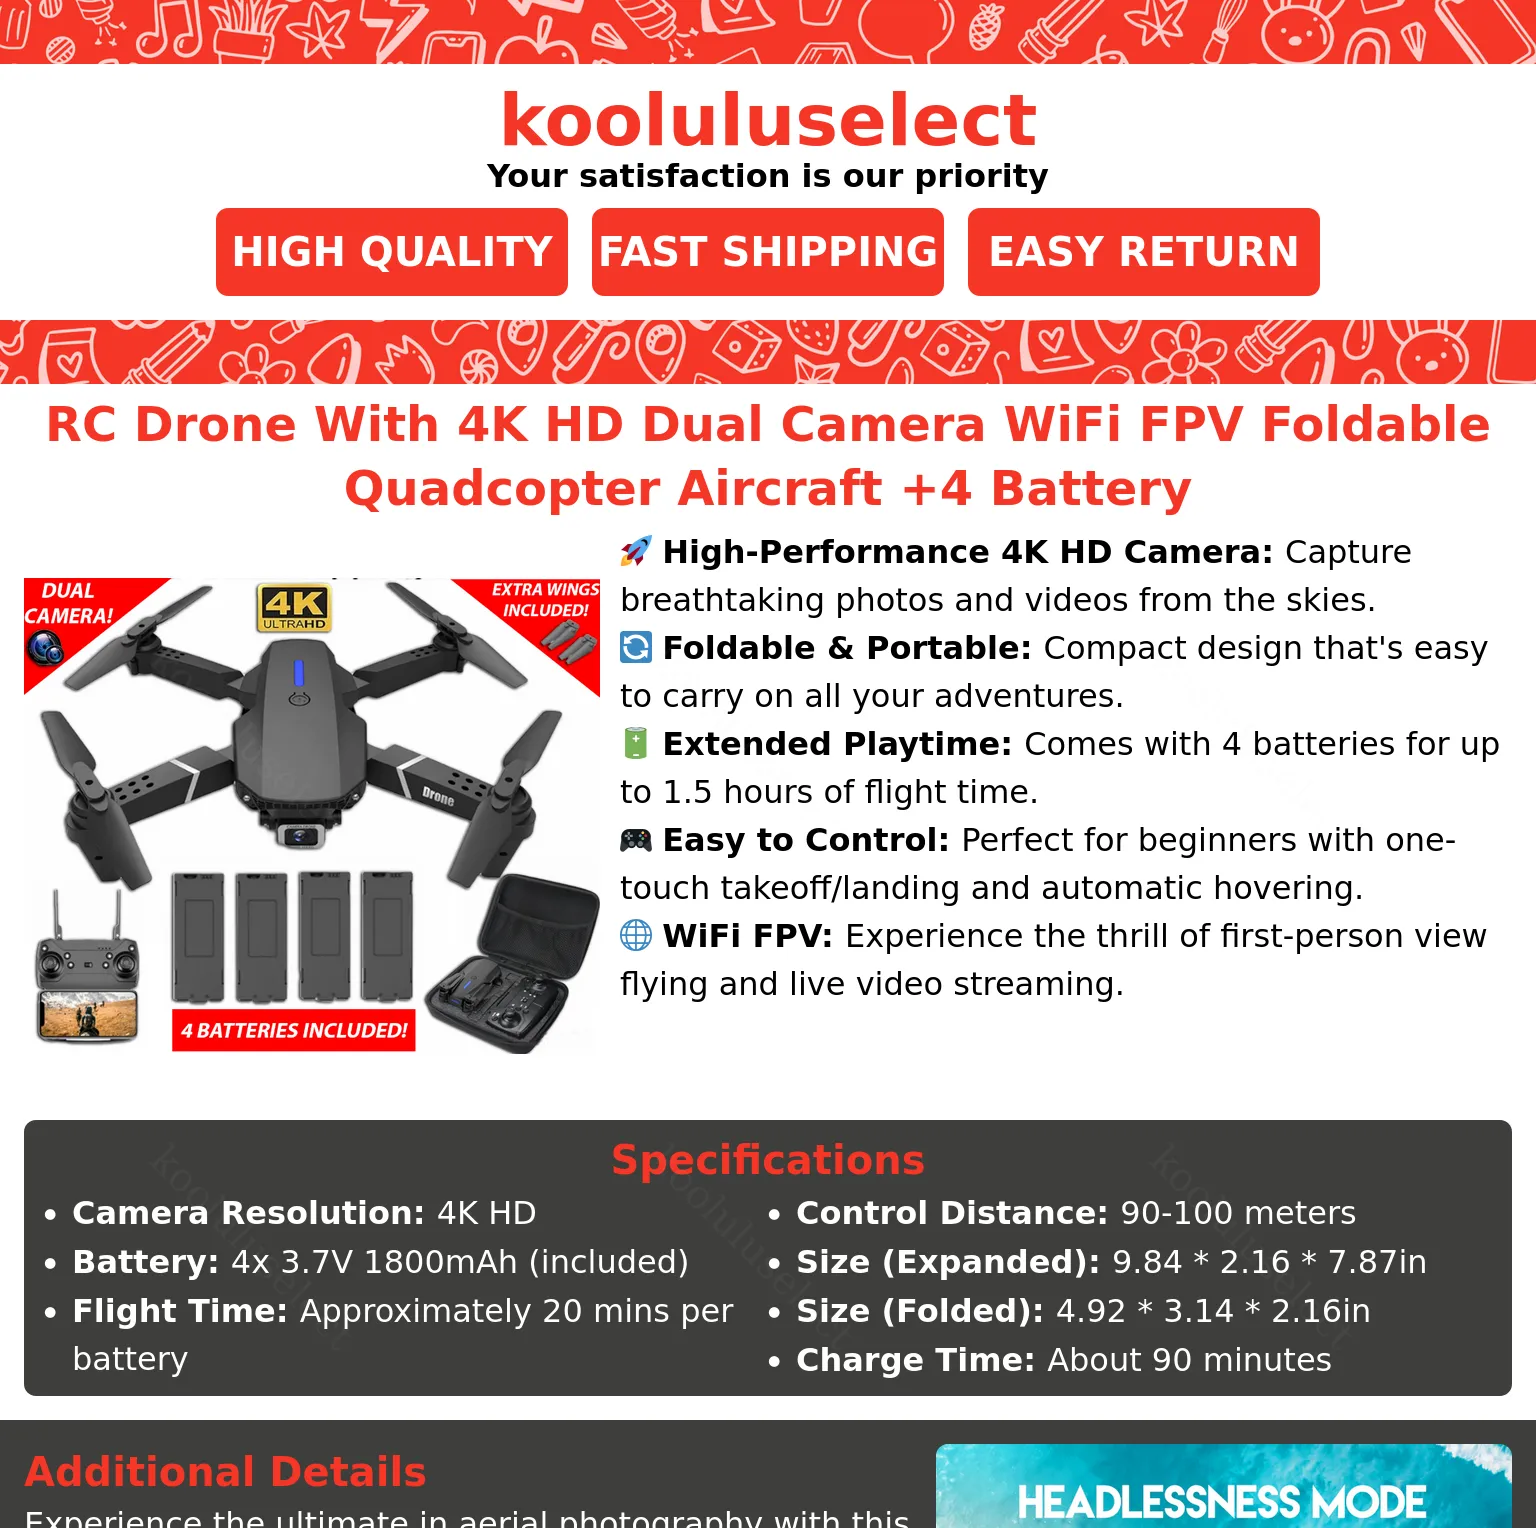 kooluluselect
Your satisfaction is our priority
HIGH QUALITY
FAST SHIPPING
EASY RETURN
RC Drone With 4K HD Dual Camera WiFi FPV Foldable
Quadcopter Aircraft +4 Battery
DUAL
CAMERA!
4K
ULTRAHD
EXTRA WINGS
INCLUDED!
Drone
4 BATTERIES INCLUDED!
🚀 High-Performance 4K HD Camera: Capture
breathtaking photos and videos from the skies.
🔄 Foldable & Portable: Compact design that's easy
to carry on all your adventures.
🔋 Extended Playtime: Comes with 4 batteries for up
to 1.5 hours of flight time.
🎮 Easy to Control: Perfect for beginners with one-
touch takeoff/landing and automatic hovering.
🌐 WiFi FPV: Experience the thrill of first-person view
flying and live video streaming.
Specifications
• Camera Resolution: 4K HD
• Battery: 4x 3.7V 1800mAh (included)
• Flight Time: Approximately 20 mins per
battery
• Control Distance: 90-100 meters
• Size (Expanded): 9.84 * 2.16 * 7.87in
• Size (Folded): 4.92 * 3.14 * 2.16in
• Charge Time: About 90 minutes
kooluluselect
kooluluselect
kooluluselect
Additional Details
Experience the ultimate in aerial photography with this
HEADLESSNESS MODE